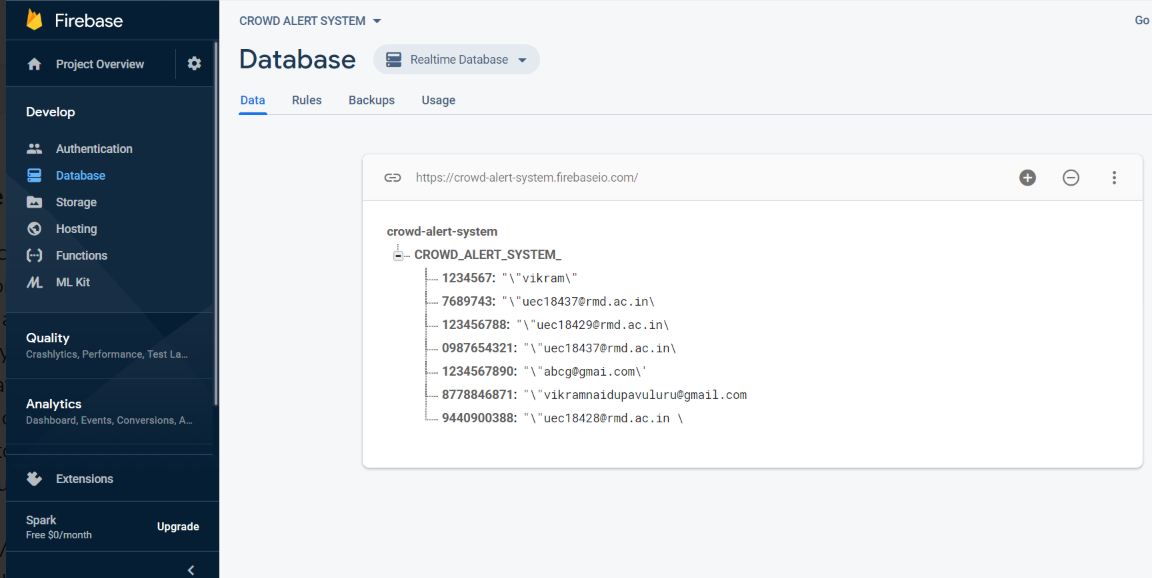 Firebase
Project Overview
Develop
Authentication
Database
Storage
Hosting
Functions
ML Kit
Quality
Crashlytics, Performance, Test La...
Analytics
Dashboard, Events, Conversions, A...
Extensions
Spark
Free $0/month
Upgrade
CROWD ALERT SYSTEM
Go
Database
Realtime Database
Data Rules Backups Usage
https://crowd-alert-system.firebaseio.com/
crowd-alert-system
CROWD_ALERT_SYSTEM_
1234567: "\"vikram\"
7689743: "\"uec18437@rmd.ac.in\
123456788: "\"uec18429@rmd.ac.in\
0987654321: "\"uec18437@rmd.ac.in\
1234567890: "\"abcg@gmai.com\'
8778846871: "\"vikramnaidupavuluru@gmail.com
9440900388: "\"uec18428@rmd.ac.in \